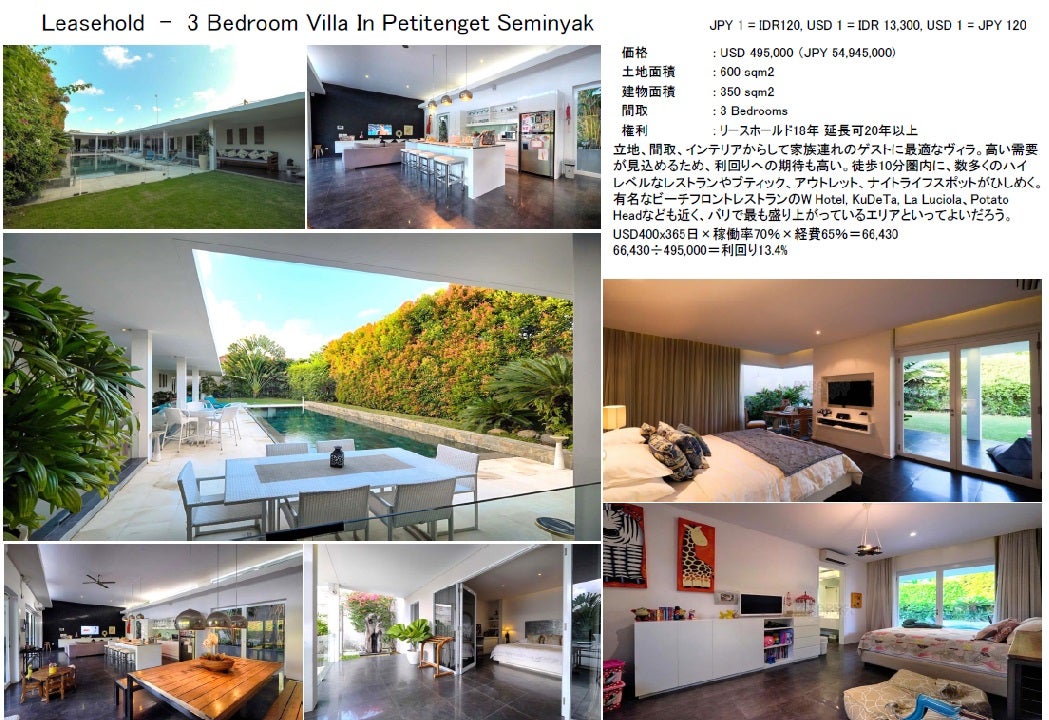 Leasehold － 3 Bedroom Villa In Petitenget Seminyak
JPY 1 = IDR120, USD 1 = IDR 13,300, USD 1 = JPY 120
価格 : USD 495,000 (JPY 54,945,000)
土地面積 : 600 sqm2
建物面積 : 350 sqm2
間取 : 3 Bedrooms
権利 : リースホールド18年 延長可20年以上
立地、間取、インテリアからして家族連れのゲストに最適なヴィラ。高い需要
が見込めるため、利回りへの期待も高い。徒歩10分圏内に、数多くのハイ
レベルなレストランやブティック、アウトレット、ナイトライフスポットがひしめく。
有名なビーチフロントレストランのW Hotel, KuDeTa, La Luciola、Potato
Headなども近く、バリで最も盛り上がっているエリアといってよいだろう。
USD400x365日×稼働率70%×経費65%＝66,430
66,430÷495,000＝利回り13.4%